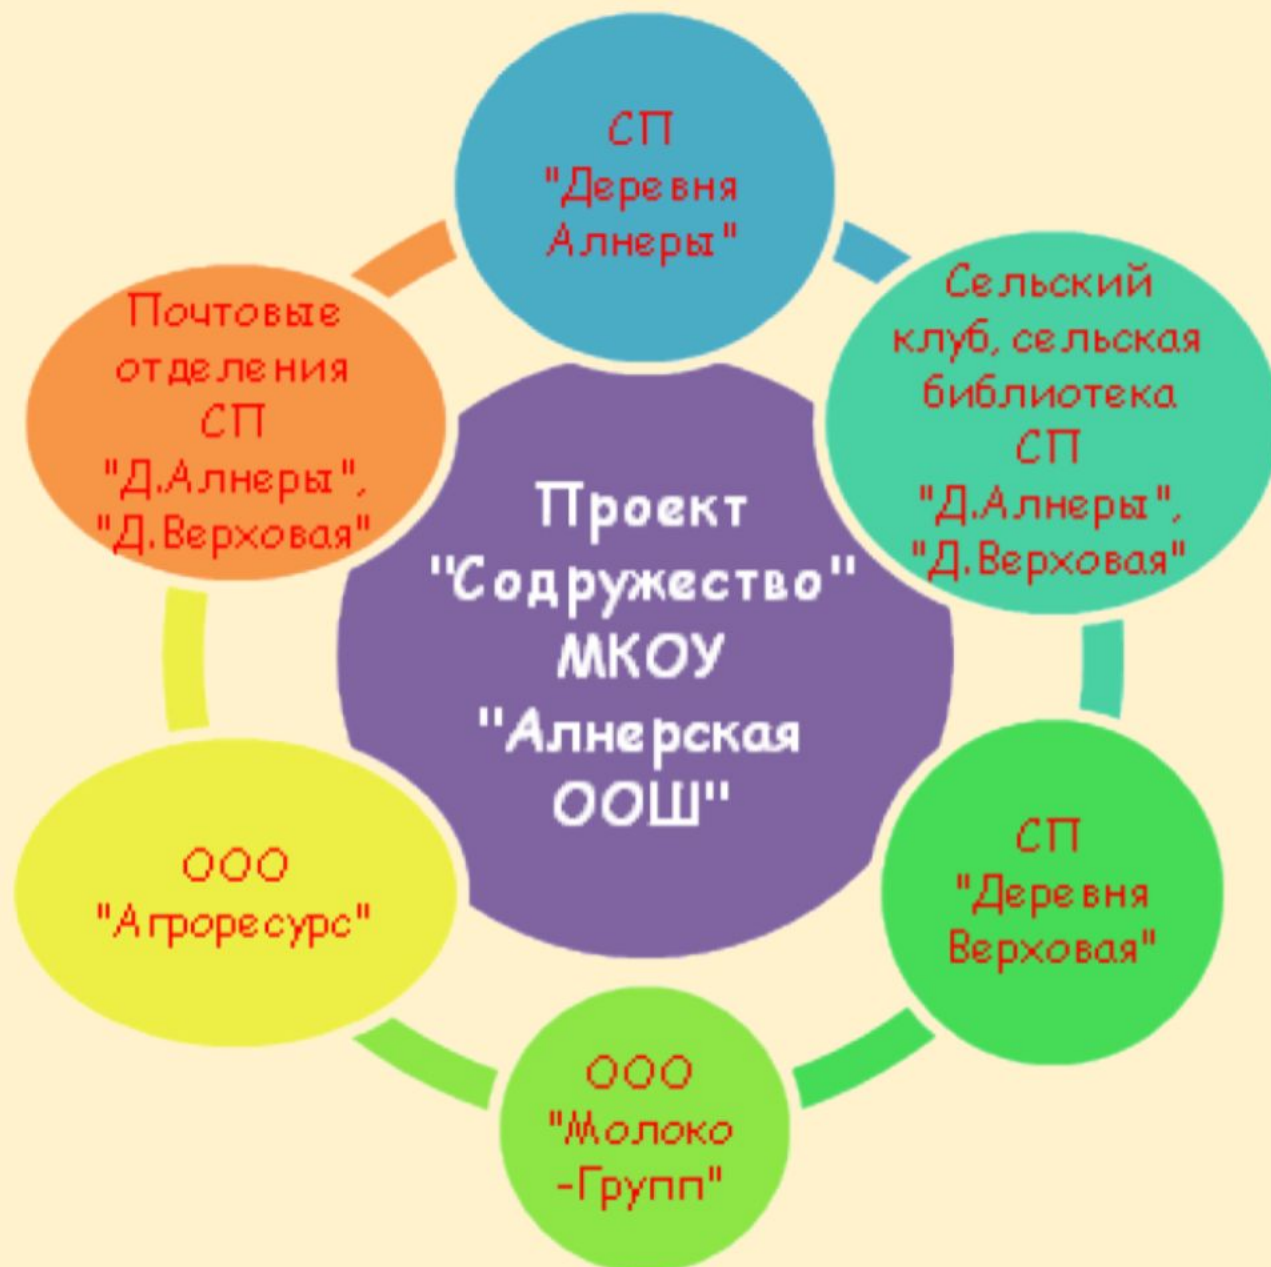 СП
"Деревня
Алнеры"
Сельский
клуб, сельская
библиотека
СП
"Д.Алнеры",
"Д.Верховая"
СП
"Деревня
Верховая"
ООО
"Молоко
-Групп"
ООО
"Агроресурс"
Почтовые
отделения
СП
"Д.Алнеры",
"Д.Верховая"
Проект
"Содружество"
МКОУ
"Алнерская
ООШ"